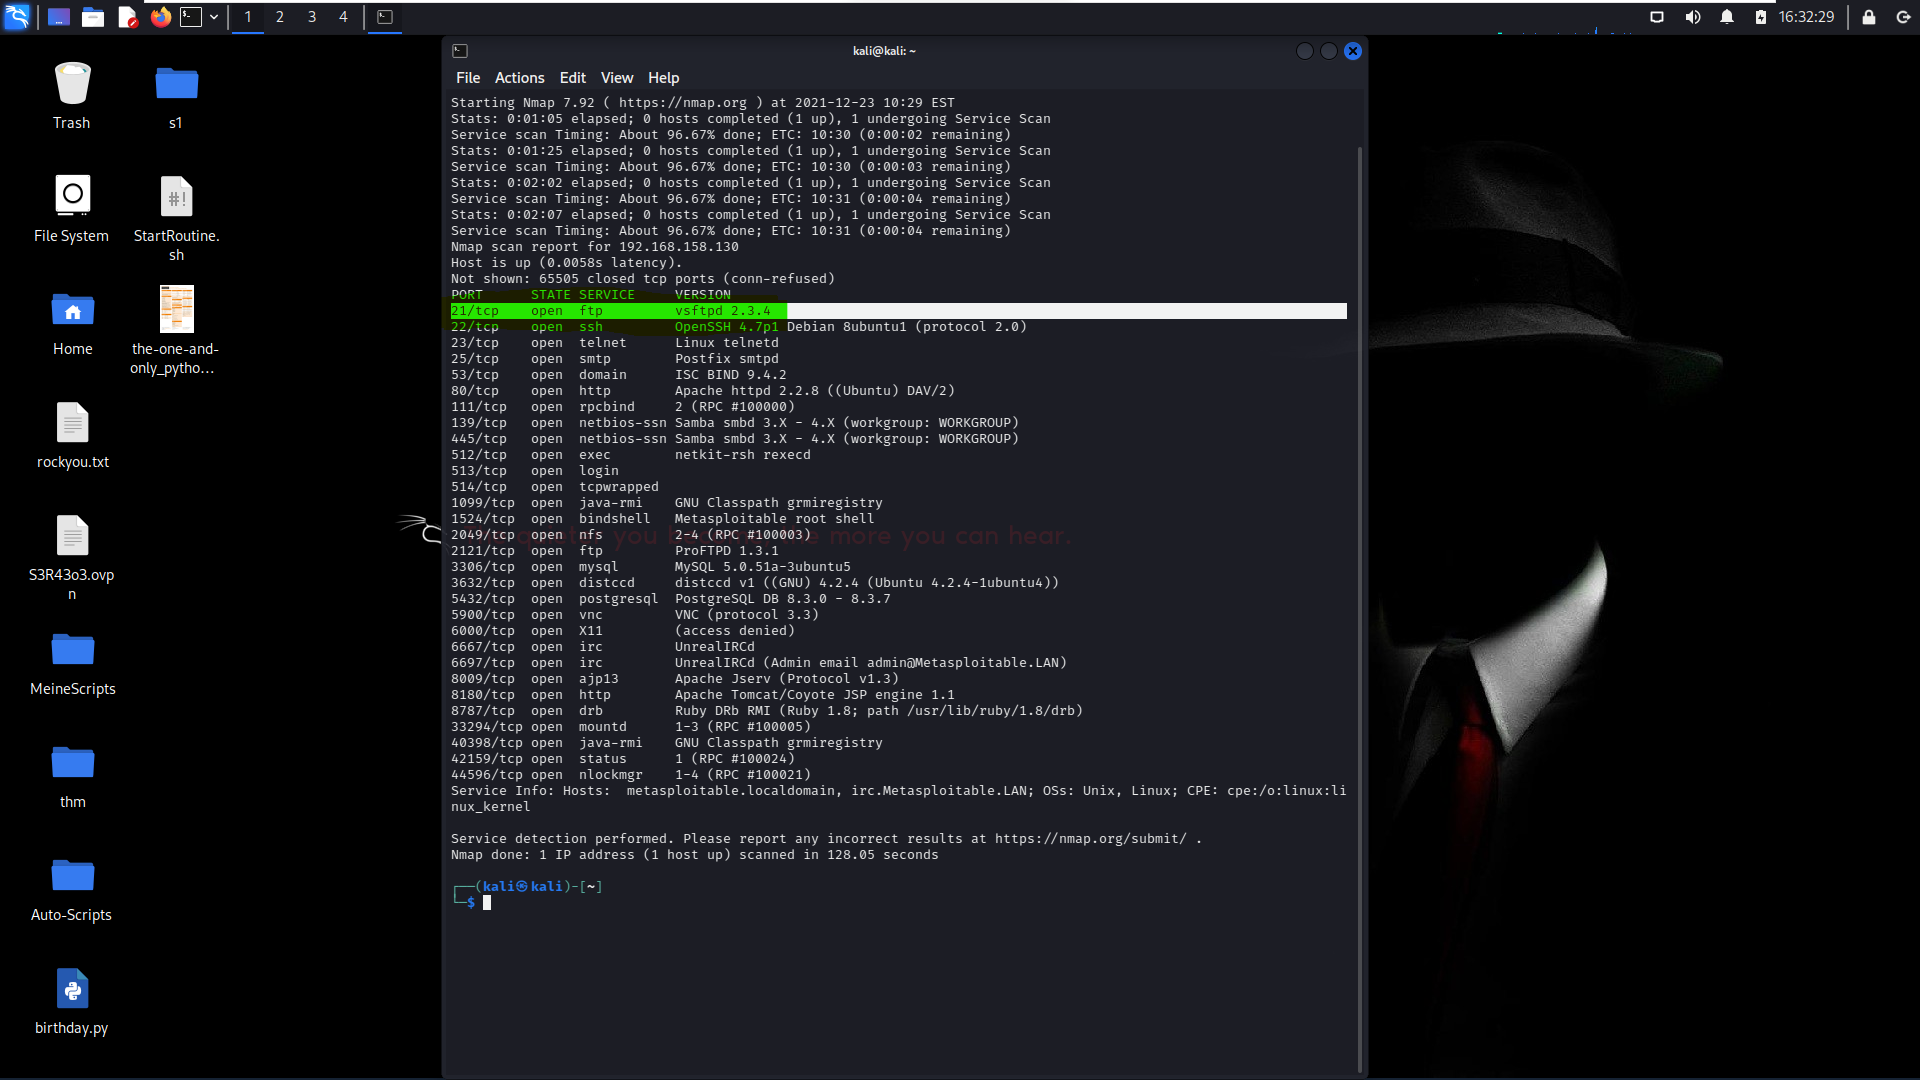 1 2 3 4
16:32:29
kali@kali: ~
File Actions Edit View Help
Trash
s1
File System
StartRoutine.
sh
Home
the-one-and-
only_pytho...
rockyou.txt
S3R43o3.ovp
n
MeineScripts
thm
Auto-Scripts
birthday.py
Starting Nmap 7.92 ( https://nmap.org ) at 2021-12-23 10:29 EST
Stats: 0:01:05 elapsed; 0 hosts completed (1 up), 1 undergoing Service Scan
Service scan Timing: About 96.67% done; ETC: 10:30 (0:00:02 remaining)
Stats: 0:01:25 elapsed; 0 hosts completed (1 up), 1 undergoing Service Scan
Service scan Timing: About 96.67% done; ETC: 10:30 (0:00:03 remaining)
Stats: 0:02:02 elapsed; 0 hosts completed (1 up), 1 undergoing Service Scan
Service scan Timing: About 96.67% done; ETC: 10:31 (0:00:04 remaining)
Stats: 0:02:07 elapsed; 0 hosts completed (1 up), 1 undergoing Service Scan
Service scan Timing: About 96.67% done; ETC: 10:31 (0:00:04 remaining)
Nmap scan report for 192.168.158.130
Host is up (0.0058s latency).
Not shown: 65505 closed tcp ports (conn-refused)
PORT STATE SERVICE VERSION
21/tcp open ftp vsftpd 2.3.4
22/tcp open ssh OpenSSH 4.7p1 Debian 8ubuntu1 (protocol 2.0)
23/tcp open telnet Linux telnetd
25/tcp open smtp Postfix smtpd
53/tcp open domain ISC BIND 9.4.2
80/tcp open http Apache httpd 2.2.8 ((Ubuntu) DAV/2)
111/tcp open rpcbind 2 (RPC #100000)
139/tcp open netbios-ssn Samba smbd 3.X - 4.X (workgroup: WORKGROUP)
445/tcp open netbios-ssn Samba smbd 3.X - 4.X (workgroup: WORKGROUP)
512/tcp open exec netkit-rsh rexecd
513/tcp open login
514/tcp open tcpwrapped
1099/tcp open java-rmi GNU Classpath grmiregistry
1524/tcp open bindshell Metasploitable root shell
2049/tcp open nfs 2-4 (RPC #100003)
2121/tcp open ftp ProFTPD 1.3.1
3306/tcp open mysql MySQL 5.0.51a-3ubuntu5
3632/tcp open distccd distccd v1 ((GNU) 4.2.4 (Ubuntu 4.2.4-1ubuntu4))
5432/tcp open postgresql PostgreSQL DB 8.3.0 - 8.3.7
5900/tcp open vnc VNC (protocol 3.3)
6000/tcp open X11 (access denied)
6667/tcp open irc UnrealIRCd
6697/tcp open irc UnrealIRCd (Admin email admin@Metasploitable.LAN)
8009/tcp open ajp13 Apache Jserv (Protocol v1.3)
8180/tcp open http Apache Tomcat/Coyote JSP engine 1.1
8787/tcp open drb Ruby DRb RMI (Ruby 1.8; path /usr/lib/ruby/1.8/drb)
33294/tcp open mountd 1-3 (RPC #100005)
40398/tcp open java-rmi GNU Classpath grmiregistry
42159/tcp open status 1 (RPC #100024)
44596/tcp open nlockmgr 1-4 (RPC #100021)
Service Info: Hosts: metasploitable.localdomain, irc.Metasploitable.LAN; OSs: Unix, Linux; CPE: cpe:/o:linux:li
nux_kernel
Service detection performed. Please report any incorrect results at https://nmap.org/submit/ .
Nmap done: 1 IP address (1 host up) scanned in 128.05 seconds
┌──(kali㉿kali)-[~]
└─$
you more you can hear.